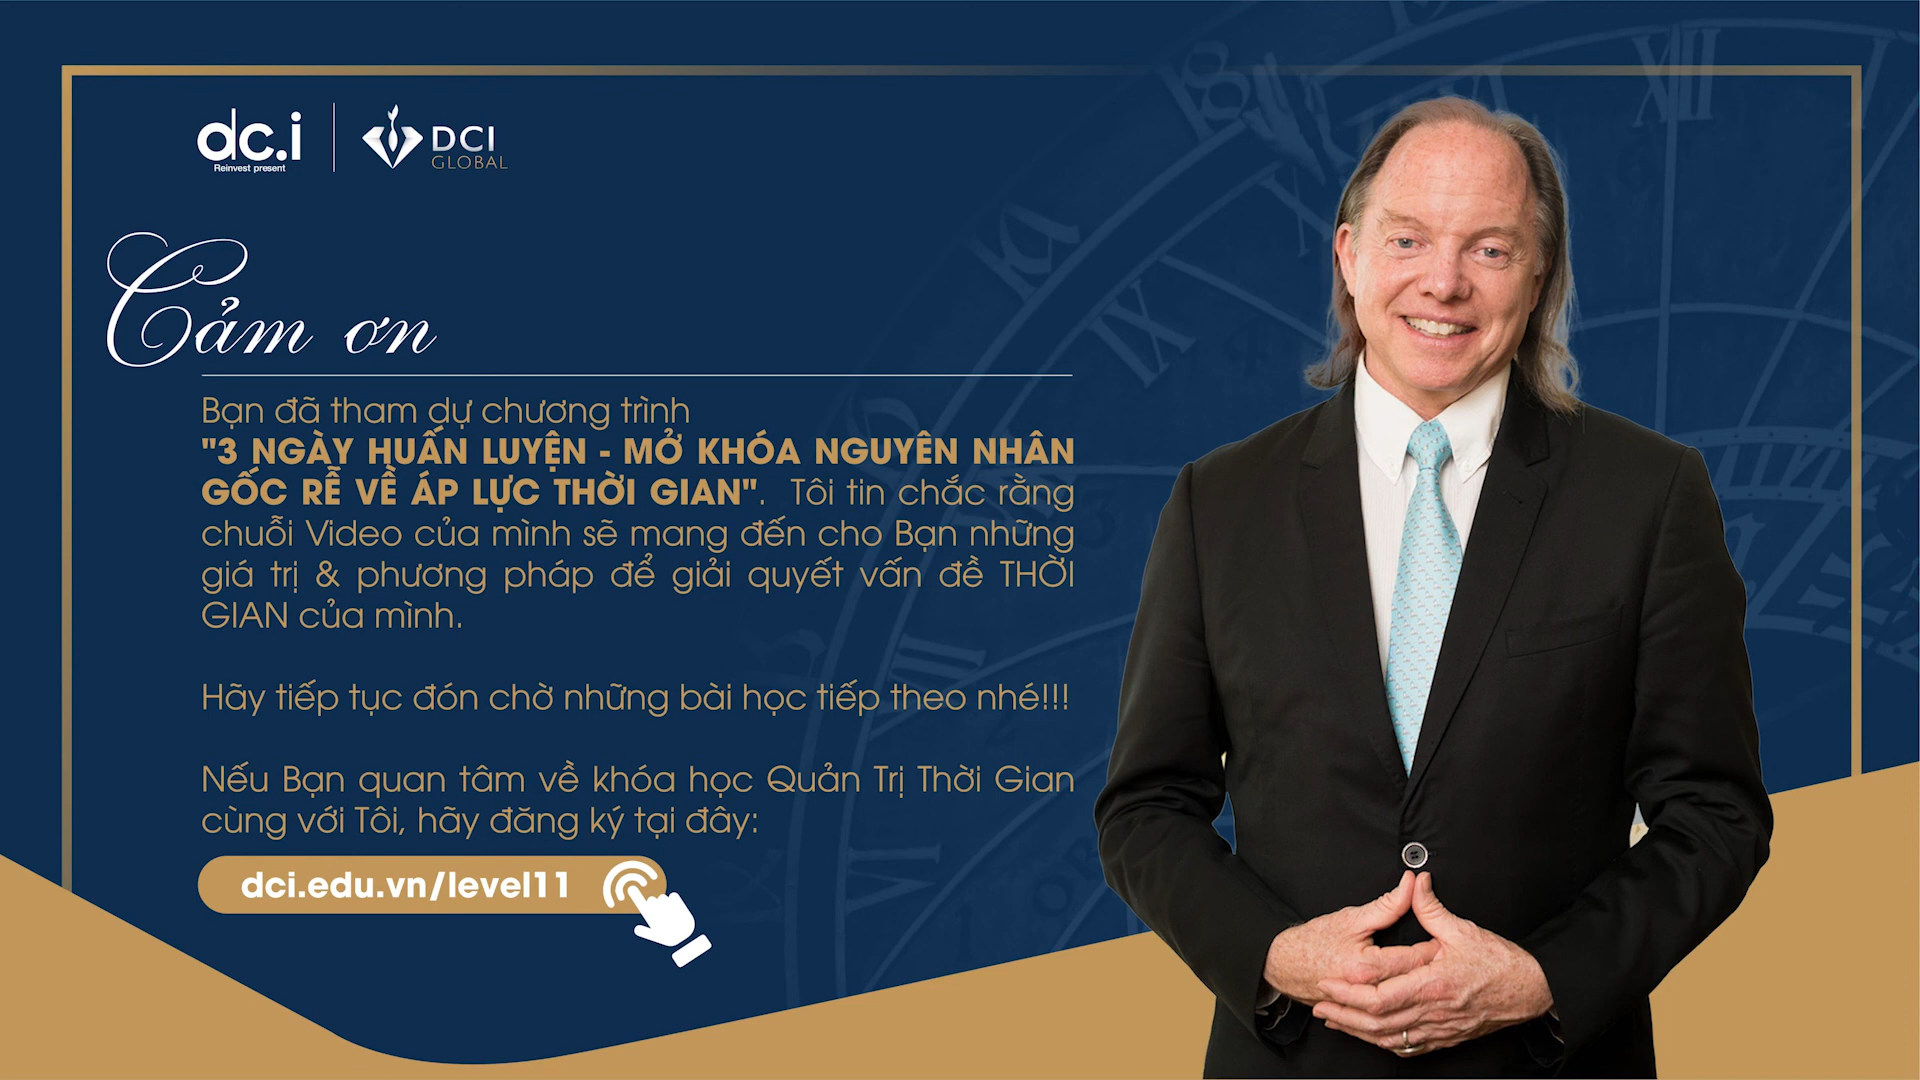 dc.i
Reinvest present
DCI
GLOBAL
Cảm ơn
Bạn đã tham dự chương trình
"3 NGÀY HUẤN LUYỆN - MỞ KHÓA NGUYÊN NHÂN
GỐC RỄ VỀ ÁP LỰC THỜI GIAN". Tôi tin chắc rằng
chuỗi Video của mình sẽ mang đến cho Bạn những
giá trị & phương pháp để giải quyết vấn đề THỜI
GIAN của mình.
Hãy tiếp tục đón chờ những bài học tiếp theo nhé!!!
Nếu Bạn quan tâm về khóa học Quản Trị Thời Gian
cùng với Tôi, hãy đăng ký tại đây:
dci.edu.vn/level11
XII
IX
VII